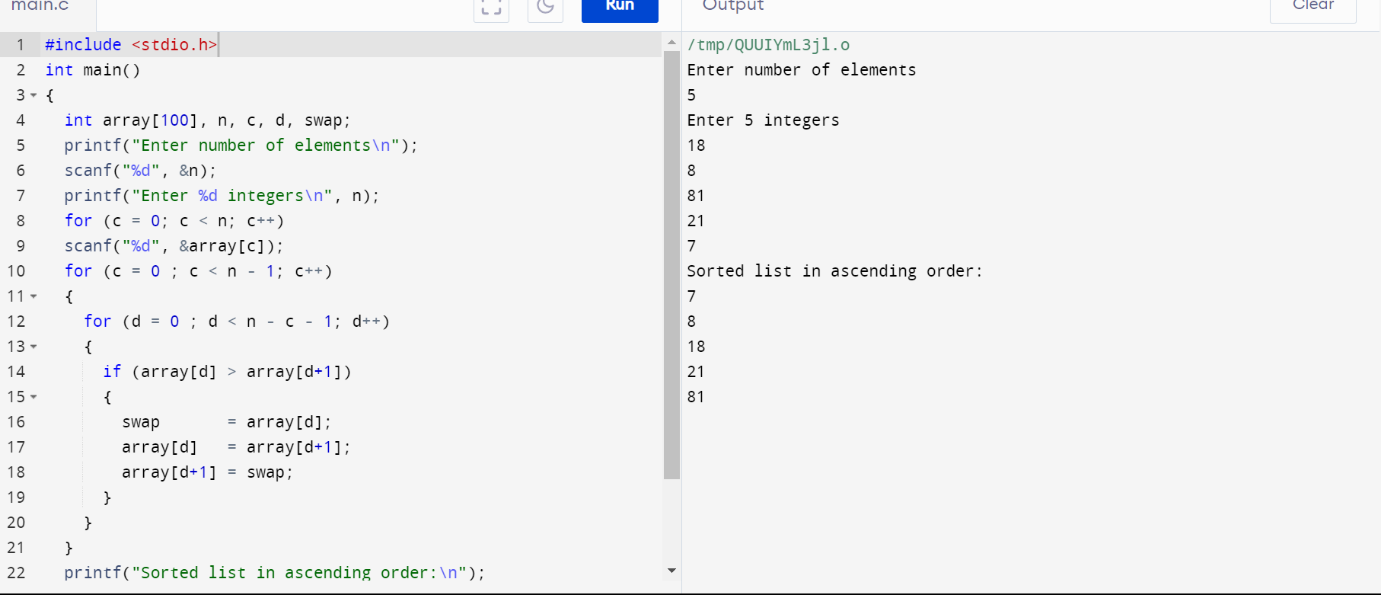 main.c
Run
Output
Clear
1 #include <stdio.h>
2 int main()
3 {
4 int array[100], n, c, d, swap;
5 printf("Enter number of elements\n");
6 scanf("%d", &n);
7 printf("Enter %d integers\n", n);
8 for (c = 0; c < n; c++)
9 scanf("%d", &array[c]);
10 for (c = 0 ; c < n - 1; c++)
11 {
12 for (d = 0 ; d < n - c - 1; d++)
13 {
14 if (array[d] > array[d+1])
15 {
16 swap       = array[d];
17 array[d]   = array[d+1];
18 array[d+1] = swap;
19 }
20 }
21 }
22 printf("Sorted list in ascending order:\n");
/tmp/QUUIYmL3jl.o
Enter number of elements
5
Enter 5 integers
18
8
81
21
7
Sorted list in ascending order:
7
8
18
21
81